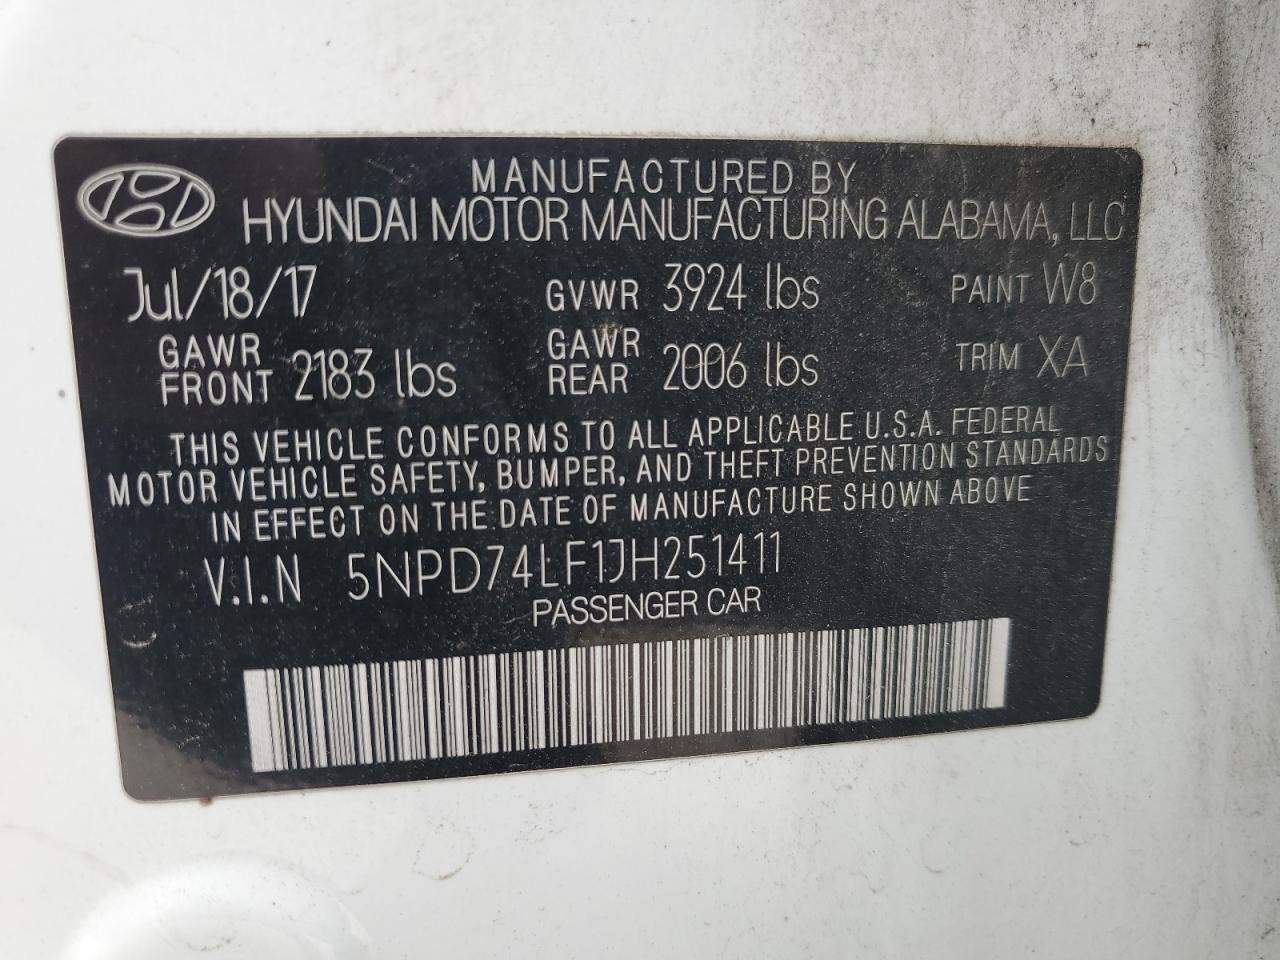 MANUFACTURED BY
HYUNDAI MOTOR MANUFACTURING ALABAMA, LLC
Jul/18/17 GVWR 3924 lbs PAINT W8
GAWR FRONT 2183 lbs GAWR REAR 2006 lbs TRIM XA
THIS VEHICLE CONFORMS TO ALL APPLICABLE U.S.A. FEDERAL
MOTOR VEHICLE SAFETY, BUMPER, AND THEFT PREVENTION STANDARDS
IN EFFECT ON THE DATE OF MANUFACTURE SHOWN ABOVE
V.I.N 5NPD74LF1JH251411
PASSENGER CAR